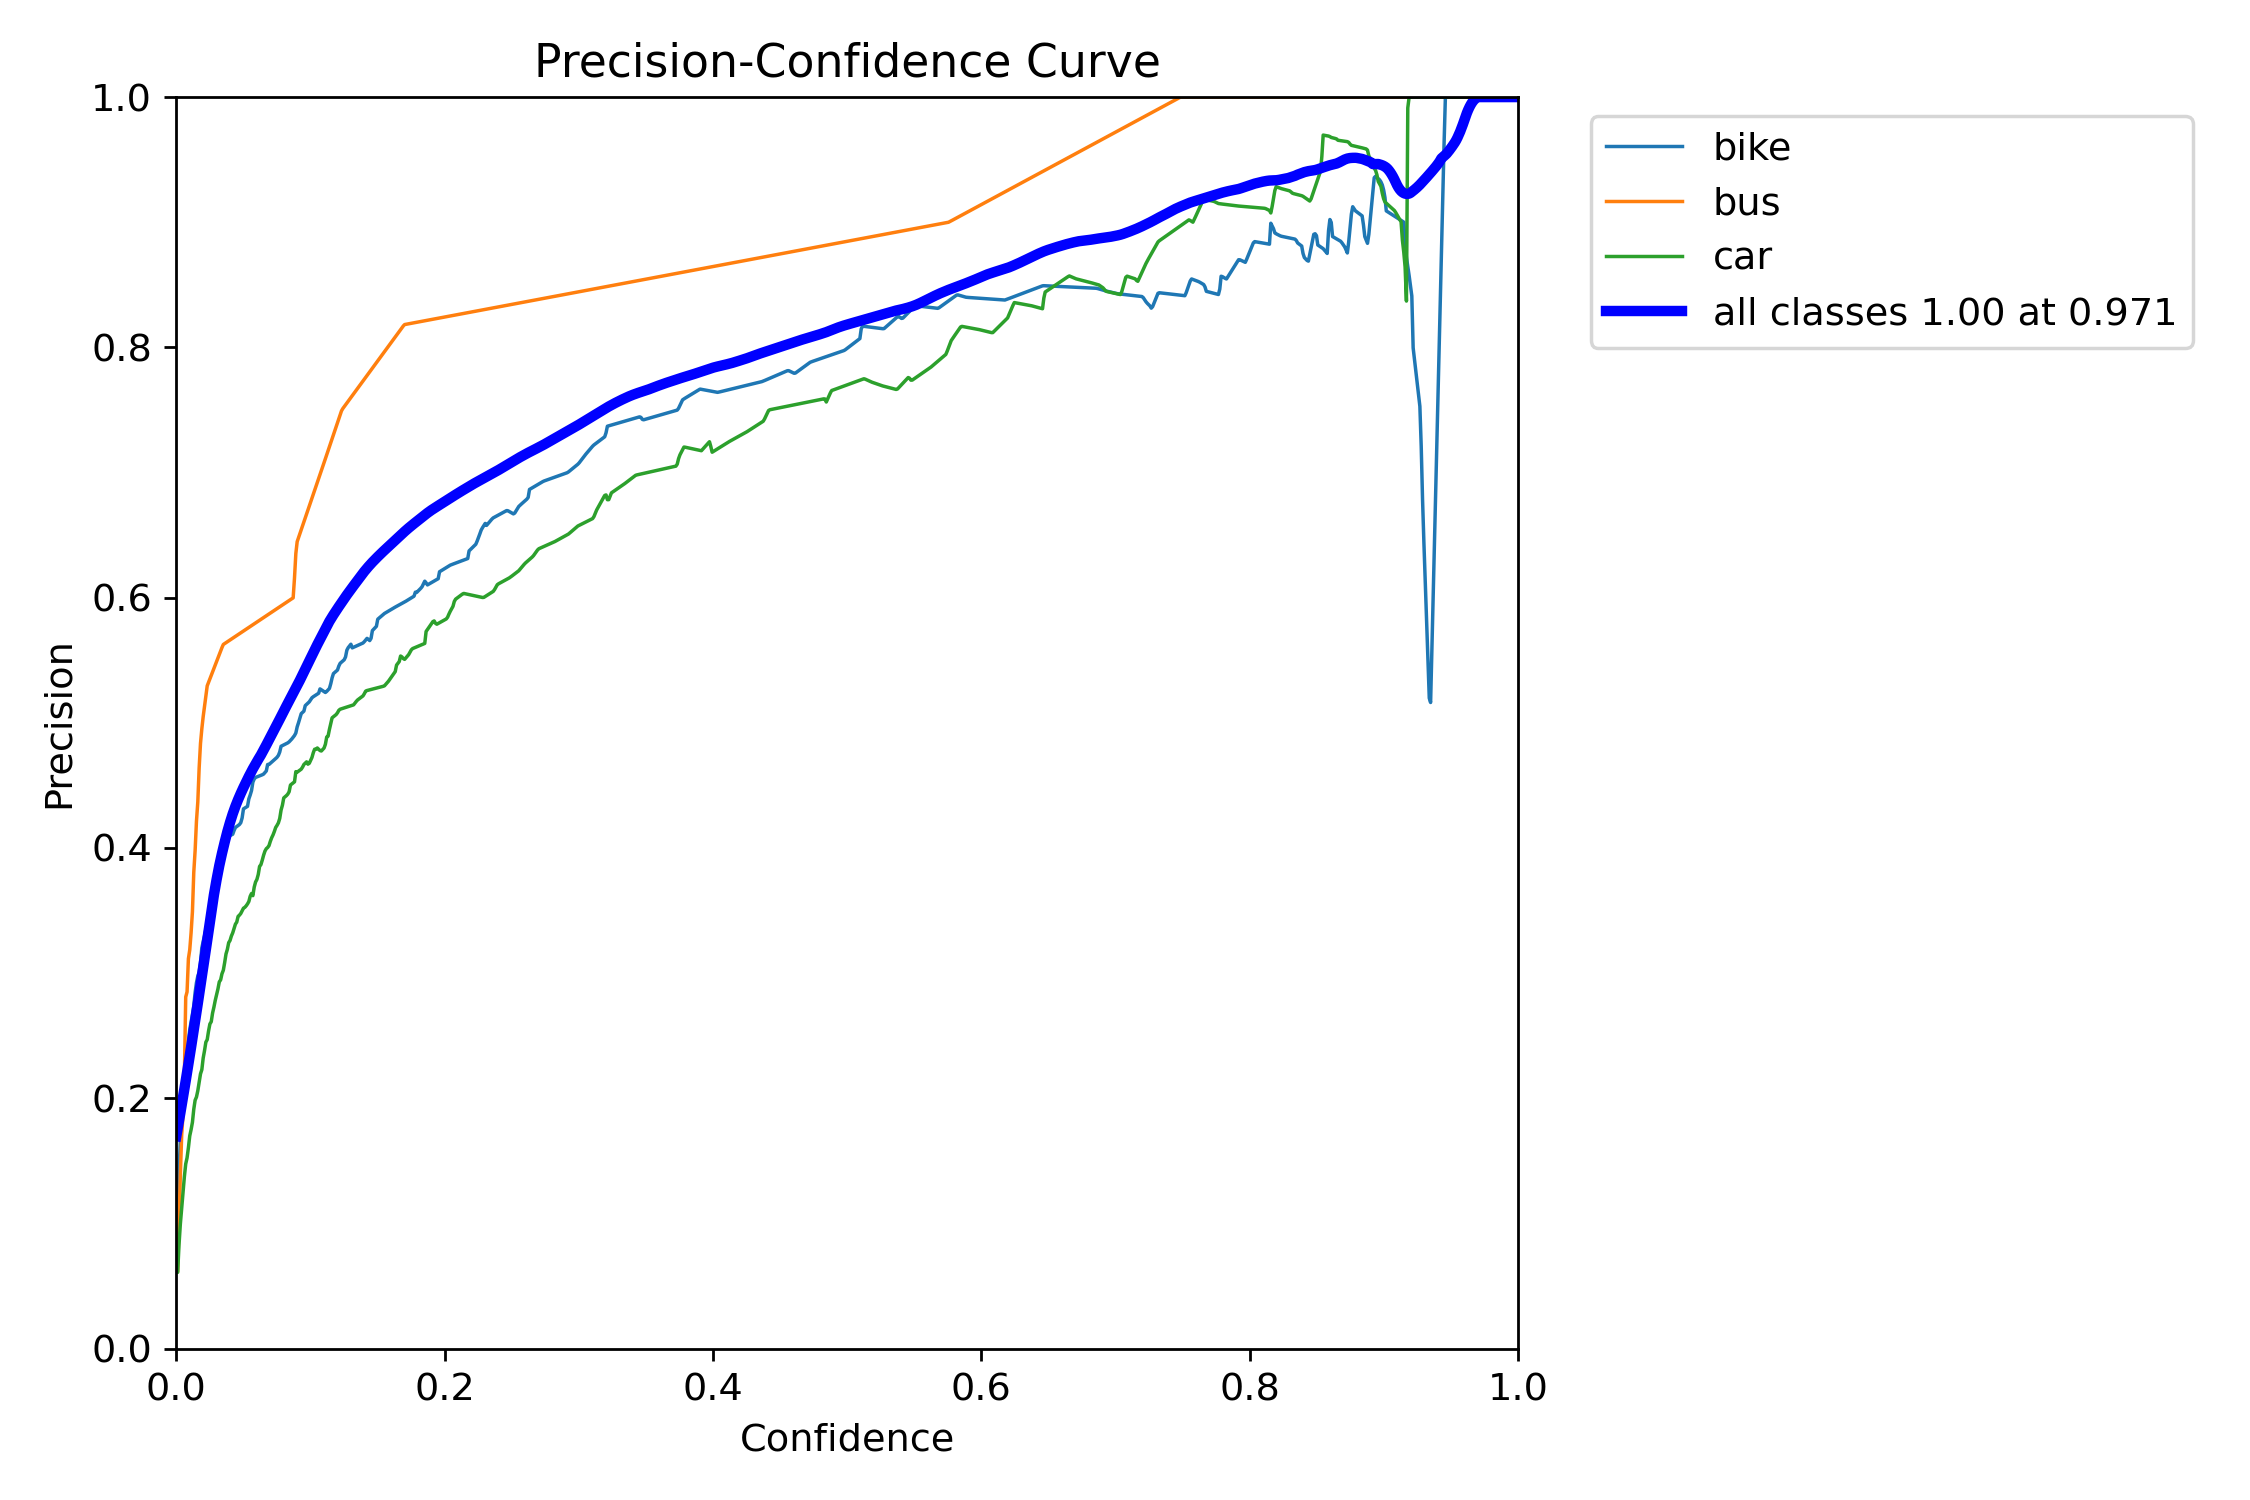 Precision-Confidence Curve
1.0
0.8
0.6
0.4
0.2
0.0
Precision
0.0 0.2 0.4 0.6 0.8 1.0
Confidence
bike
bus
car
all classes 1.00 at 0.971